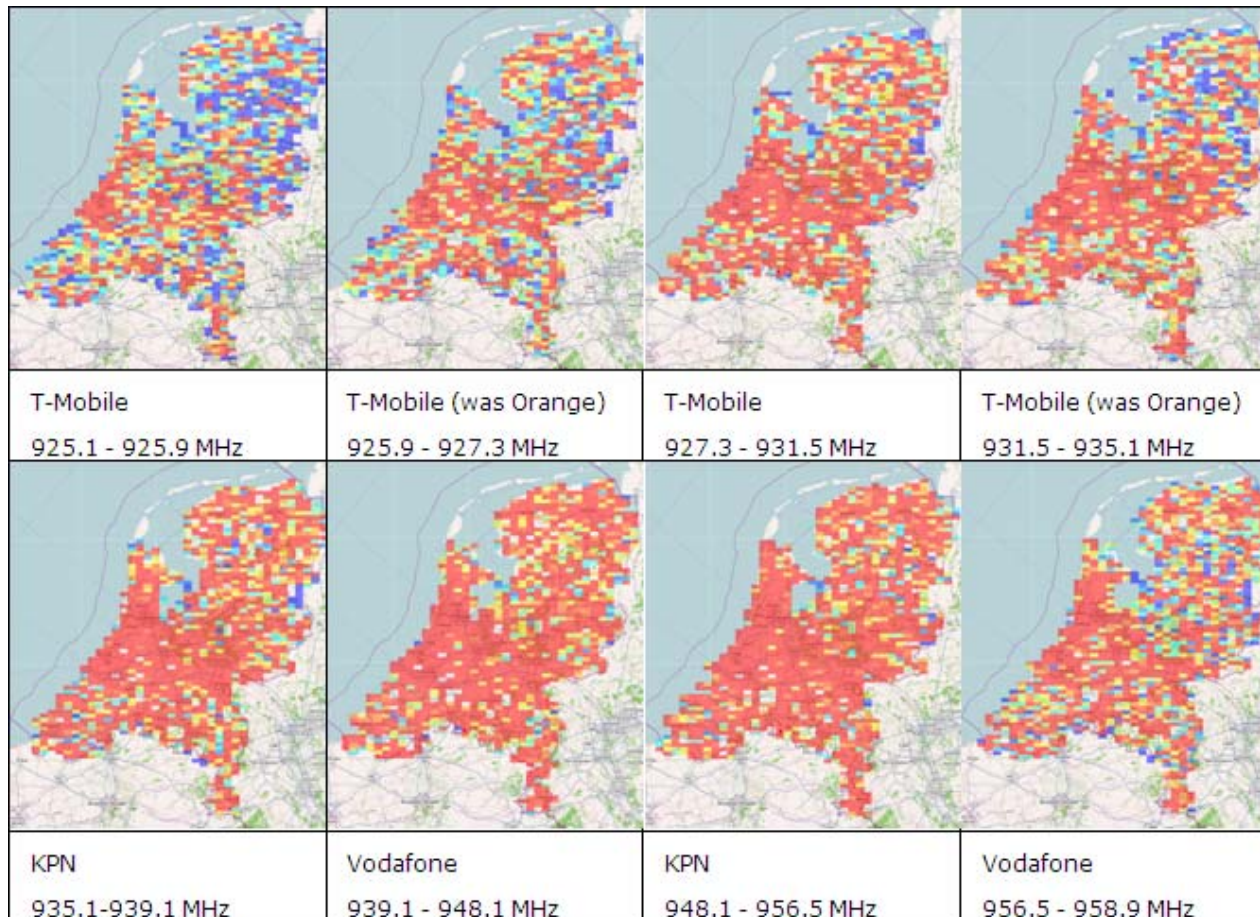 T-Mobile
925.1 - 925.9 MHz
T-Mobile (was Orange)
925.9 - 927.3 MHz
T-Mobile
927.3 - 931.5 MHz
T-Mobile (was Orange)
931.5 - 935.1 MHz
KPN
935.1-939.1 MHz
Vodafone
939.1 - 948.1 MHz
KPN
948.1 - 956.5 MHz
Vodafone
956.5 - 958.9 MHz